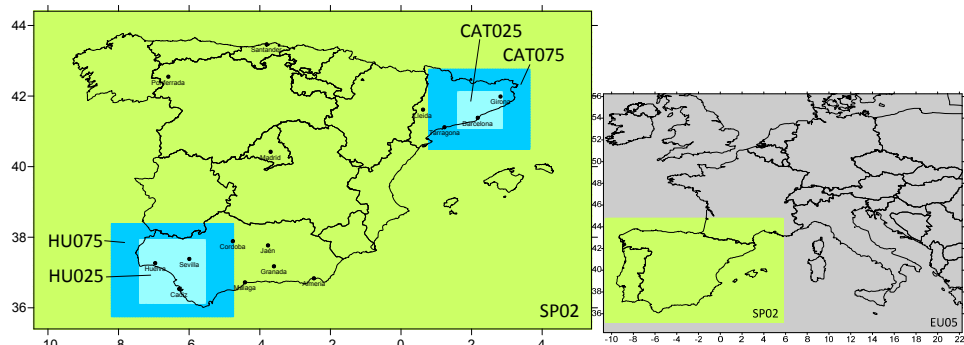 44
CAT025
CAT075
Santander
Ponferrada
42
Girona
Lleida
Barcelona
Tarragona
Madrid
40
38
HU075
Cordoba
Jaén
Sevilla
Huelva
Granada
HU025
Almeria
Málaga
Cadiz
36
SP02
10 8 6 4 2 0 2 4
56
54
52
50
48
46
44
42
40
38
36
SP02
EU05
-10 -8 -6 -4 -2 0 2 4 6 8 10 12 14 16 18 20 22